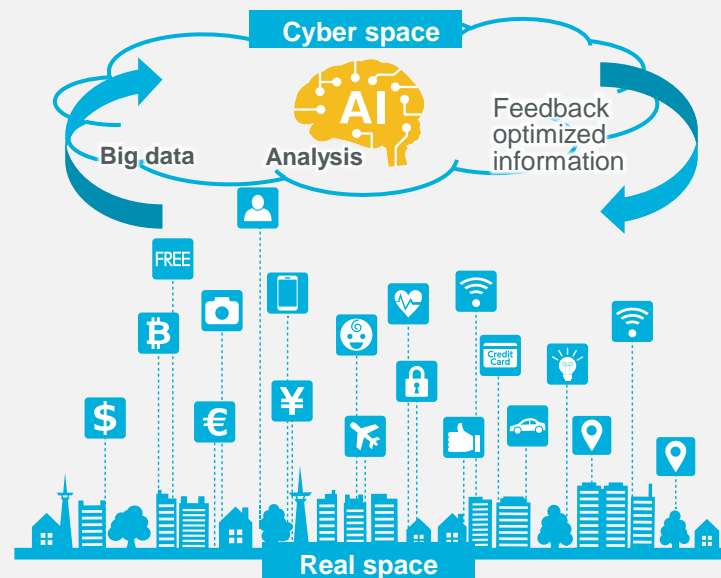 Cyber space
AI
Feedback
optimized
information
Big data
Analysis
FREE
₿
Credit
Card
$
€
¥
Real space